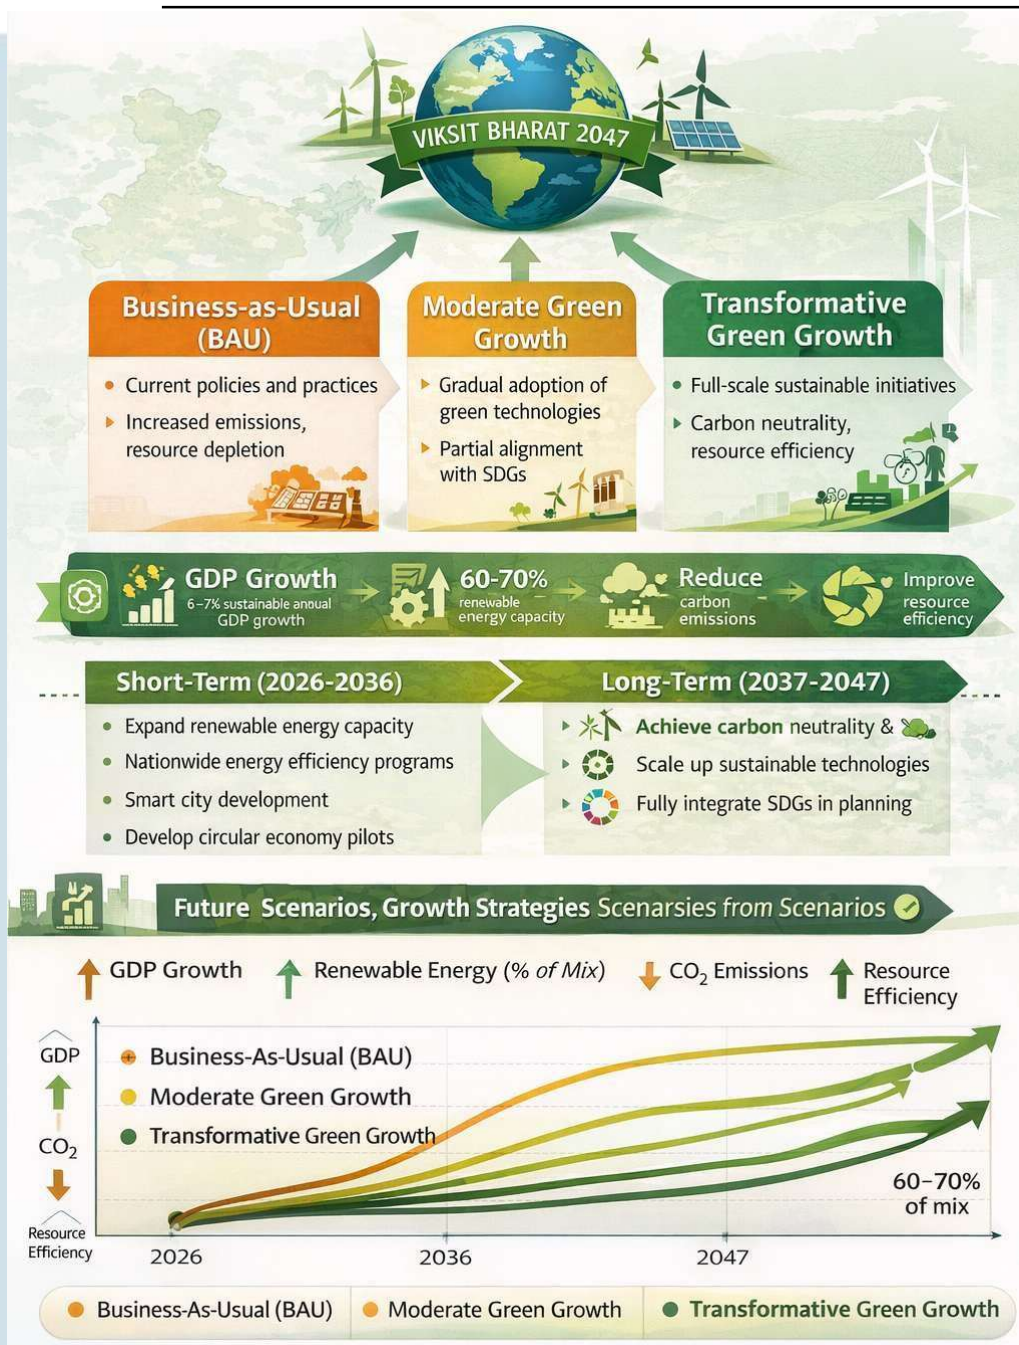 VIKSIT BHARAT 2047
Business-as-Usual
(BAU)
Current policies and practices
Increased emissions,
resource depletion
Moderate Green
Growth
Gradual adoption of
green technologies
Partial alignment
with SDGs
Transformative
Green Growth
Full-scale sustainable initiatives
Carbon neutrality,
resource efficiency
GDP Growth
6–7% sustainable annual
GDP growth
60-70%
renewable
energy capacity
Reduce
carbon
emissions
Improve
resource
efficiency
Short-Term (2026-2036)
Expand renewable energy capacity
Nationwide energy efficiency programs
Smart city development
Develop circular economy pilots
Long-Term (2037-2047)
Achieve carbon neutrality &
Scale up sustainable technologies
Fully integrate SDGs in planning
Future Scenarios, Growth Strategies Scenarsies from Scenarios
GDP Growth
Renewable Energy (% of Mix)
CO₂ Emissions
Resource
Efficiency
GDP
CO₂
Resource
Efficiency
Business-As-Usual (BAU)
Moderate Green Growth
Transformative Green Growth
60–70%
of mix
2026
2036
2047
Business-As-Usual (BAU)
Moderate Green Growth
Transformative Green Growth